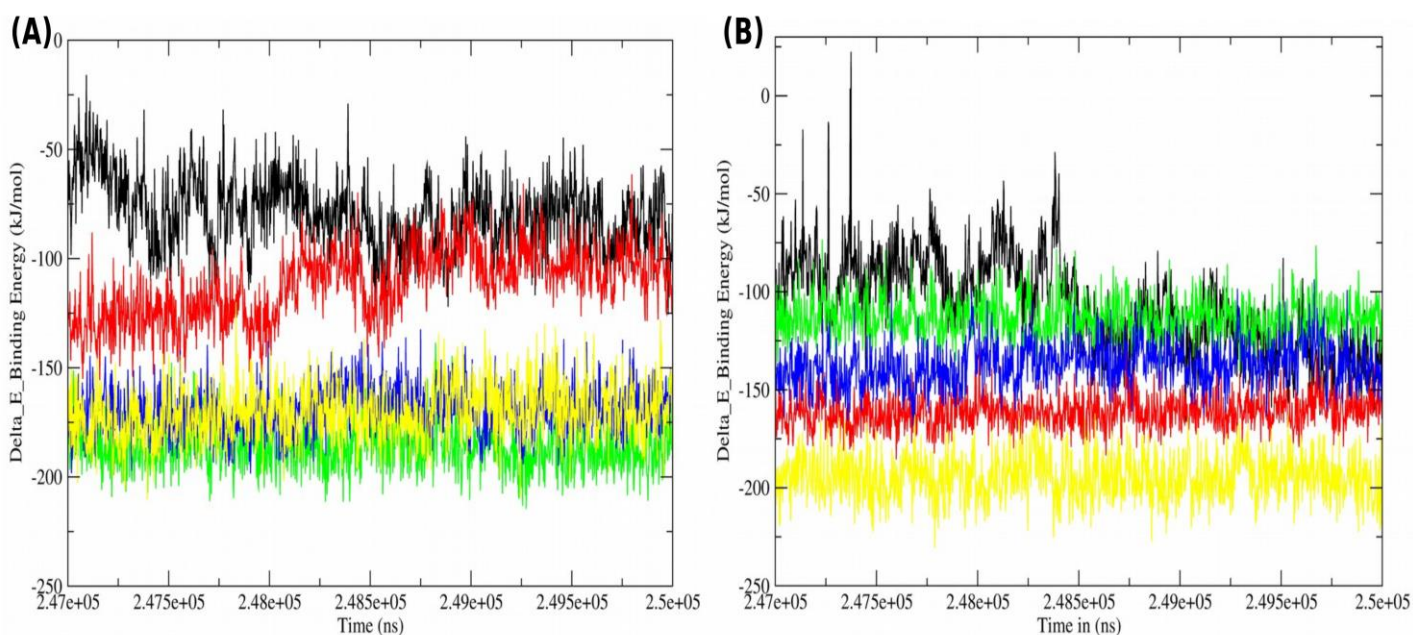 (A)
0
-50
-100
-150
-200
-250
Delta_E_Binding Energy (kJ/mol)
2.47e+05 2.475e+05 2.48e+05 2.485e+05 2.49e+05 2.495e+05 2.5e+05
Time (ns)
(B)
0
-50
-100
-150
-200
-250
Delta_E_Binding Energy (kJ/mol)
2.47e+05 2.475e+05 2.48e+05 2.485e+05 2.49e+05 2.495e+05 2.5e+05
Time in (ns)